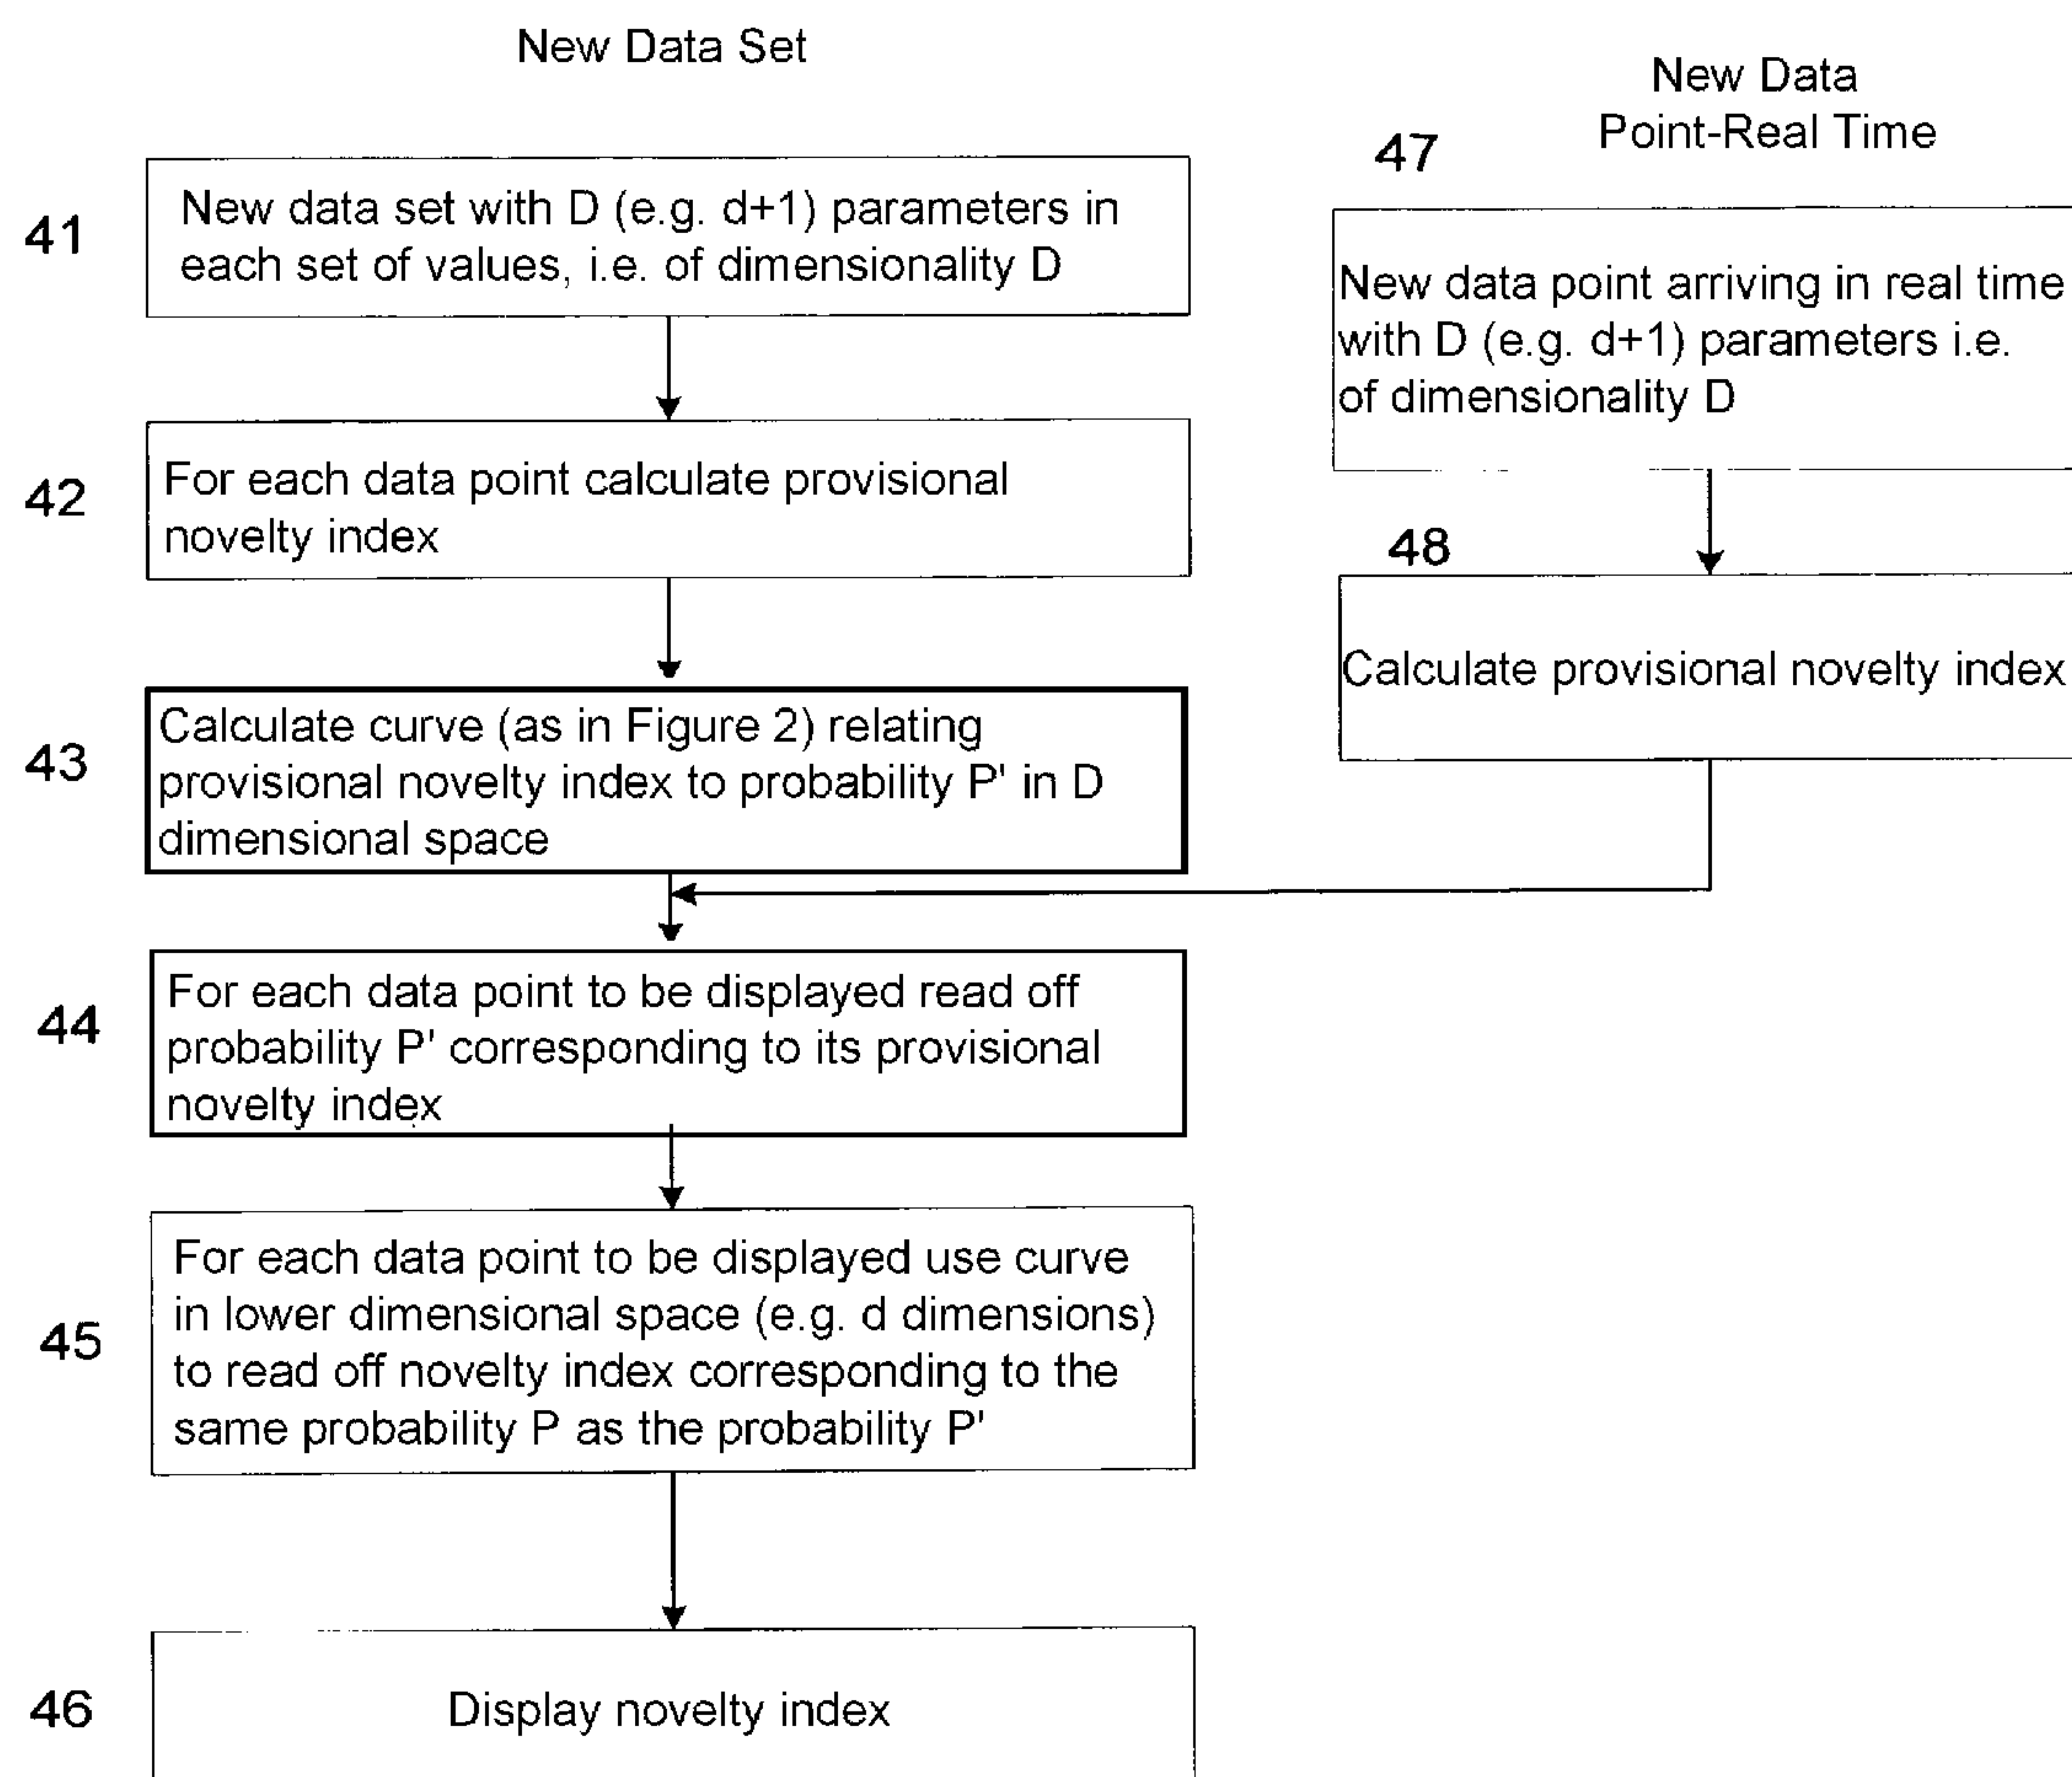 New Data Set
41
New data set with D (e.g. d+1) parameters in
each set of values, i.e. of dimensionality D
42
For each data point calculate provisional
novelty index
43
Calculate curve (as in Figure 2) relating
provisional novelty index to probability P' in D
dimensional space
44
For each data point to be displayed read off
probability P' corresponding to its provisional
novelty index
45
For each data point to be displayed use curve
in lower dimensional space (e.g. d dimensions)
to read off novelty index corresponding to the
same probability P as the probability P'
46
Display novelty index
New Data
Point-Real Time
47
New data point arriving in real time
with D (e.g. d+1) parameters i.e.
of dimensionality D
48
Calculate provisional novelty index